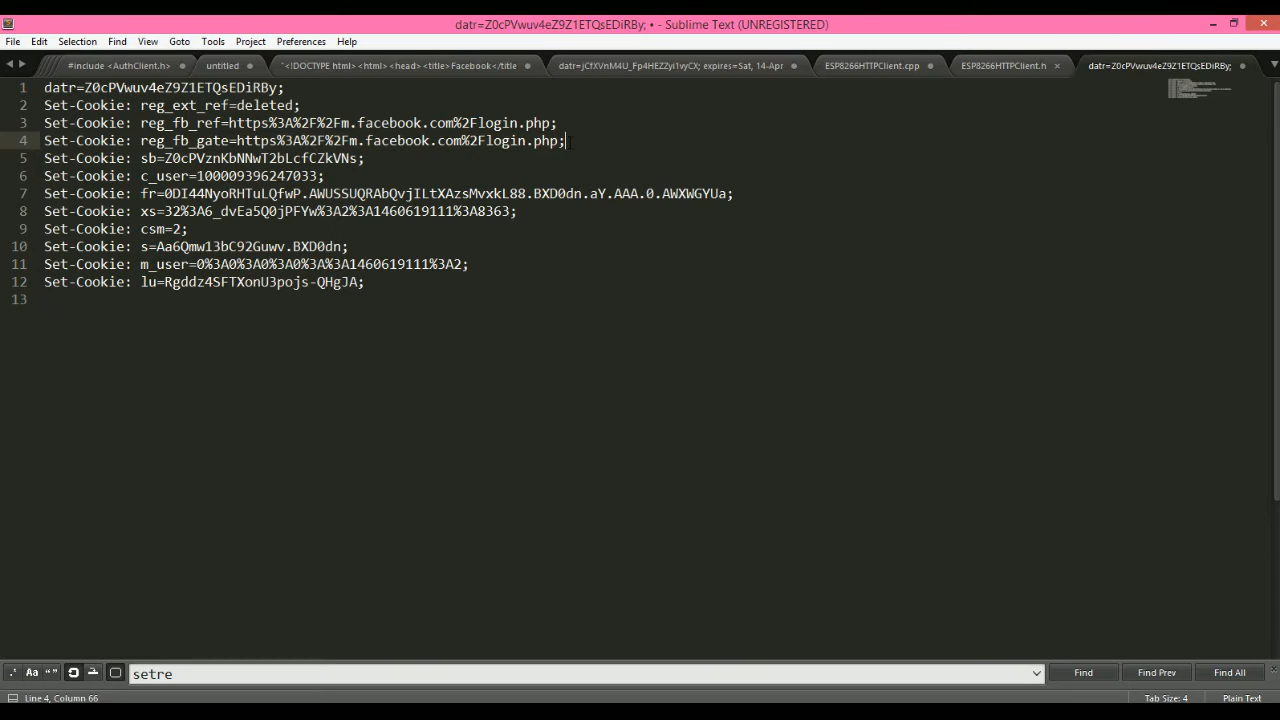 datr=Z0cPVwuv4eZ9Z1ETQsEDiRBy; • - Sublime Text (UNREGISTERED)
File Edit Selection Find View Goto Tools Project Preferences Help
#include <AuthClient.h> untitled "<!DOCTYPE html><html><head><title>Facebook</title datr=jCfXVnM4U_Fp4HEZZyi1vyCX; expires=Sat, 14-Apr ESP8266HTTPClient.cpp ESP8266HTTPClient.h datr=Z0cPVwuv4eZ9Z1ETQsEDiRBy;
1 datr=Z0cPVwuv4eZ9Z1ETQsEDiRBy;
2 Set-Cookie: reg_ext_ref=deleted;
3 Set-Cookie: reg_fb_ref=https%3A%2F%2Fm.facebook.com%2Flogin.php;
4 Set-Cookie: reg_fb_gate=https%3A%2F%2Fm.facebook.com%2Flogin.php;
5 Set-Cookie: sb=Z0cPVznKbNNwT2bLcfCZkVNs;
6 Set-Cookie: c_user=100009396247033;
7 Set-Cookie: fr=0DI44NyoRHTuLQfwP.AWUSSUQRAbQvjILtXAzsMvxkL88.BXD0dn.aY.AAA.0.AWXWGYUa;
8 Set-Cookie: xs=32%3A6_dvEa5Q0jPFYw%3A2%3A1460619111%3A8363;
9 Set-Cookie: csm=2;
10 Set-Cookie: s=Aa6Qmw13bC92Guwv.BXD0dn;
11 Set-Cookie: m_user=0%3A0%3A0%3A0%3A%3A1460619111%3A2;
12 Set-Cookie: lu=Rgddz4SFTXonU3pojs-QHgJA;
13
.* Aa “ ” setre Find Find Prev Find All
Line 4, Column 66 Tab Size: 4 Plain Text